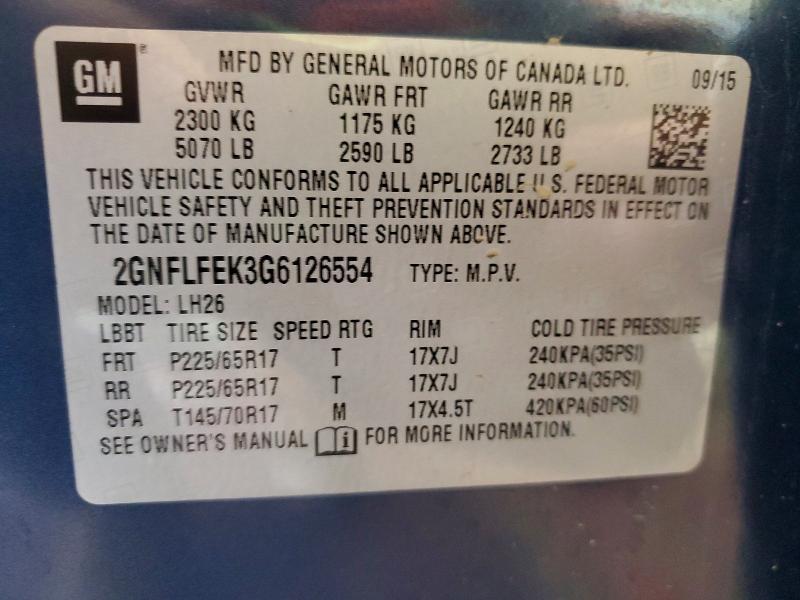 GM
MFD BY GENERAL MOTORS OF CANADA LTD. 09/15
GVWR GAWR FRT GAWR RR
2300 KG 1175 KG 1240 KG
5070 LB 2590 LB 2733 LB
THIS VEHICLE CONFORMS TO ALL APPLICABLE U.S. FEDERAL MOTOR
VEHICLE SAFETY AND THEFT PREVENTION STANDARDS IN EFFECT ON
THE DATE OF MANUFACTURE SHOWN ABOVE.
2GNFLFEK3G6126554 TYPE: M.P.V.
MODEL: LH26
LBBT TIRE SIZE SPEED RTG RIM COLD TIRE PRESSURE
FRT P225/65R17 T 17X7J 240KPA(35PSI)
RR P225/65R17 T 17X7J 240KPA(35PSI)
SPA T145/70R17 M 17X4.5T 420KPA(60PSI)
SEE OWNER'S MANUAL i FOR MORE INFORMATION.